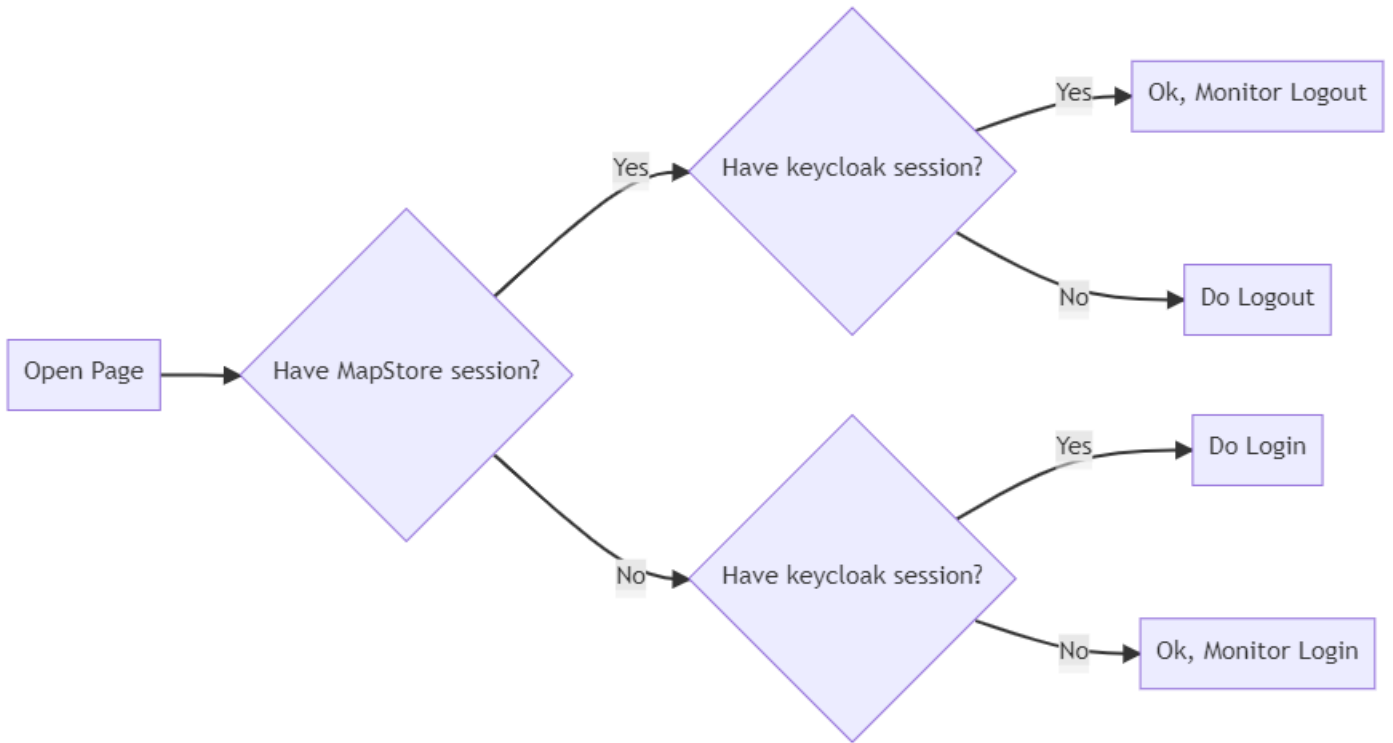 Open Page
Have MapStore session?
Yes
Have keycloak session?
Yes
Ok, Monitor Logout
No
Do Logout
No
Have keycloak session?
Yes
Do Login
No
Ok, Monitor Login